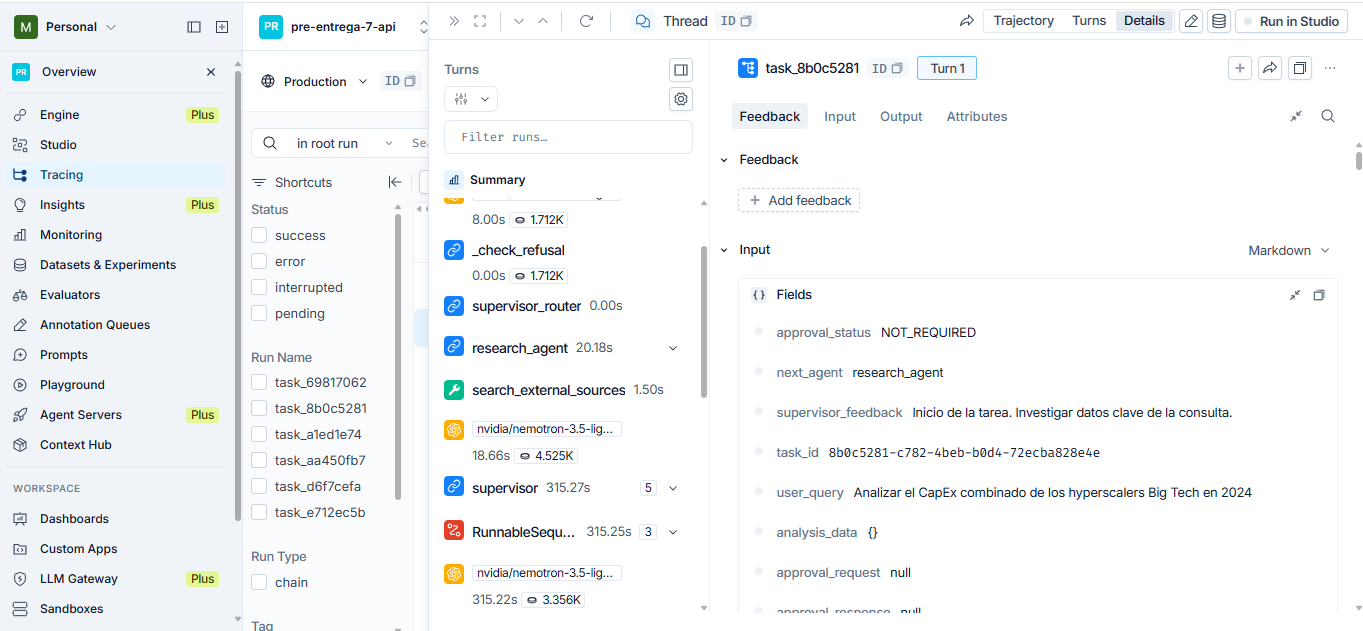 M Personal
PR Overview
Engine Plus
Studio
Tracing
Insights Plus
Monitoring
Datasets & Experiments
Evaluators
Annotation Queues
Prompts
Playground
Agent Servers Plus
Context Hub
WORKSPACE
Dashboards
Custom Apps
LLM Gateway Plus
Sandboxes
PR pre-entrega-7-api
Production ID
in root run
Shortcuts
Status
success
error
interrupted
pending
Run Name
task_69817062
task_8b0c5281
task_a1ed1e74
task_aa450fb7
task_d6f7cefa
task_e712ec5b
Run Type
chain
Tag
Thread ID
Trajectory Turns Details Run in Studio
Turns
Filter runs…
Summary
8.00s 1.712K
_check_refusal
0.00s 1.712K
supervisor_router 0.00s
research_agent 20.18s
search_external_sources 1.50s
nvidia/nemotron-3.5-lig...
18.66s 4.525K
supervisor 315.27s 5
RunnableSequ... 315.25s 3
nvidia/nemotron-3.5-lig...
315.22s 3.356K
task_8b0c5281 ID Turn 1
Feedback Input Output Attributes
Feedback
+ Add feedback
Input Markdown
{} Fields
approval_status NOT_REQUIRED
next_agent research_agent
supervisor_feedback Inicio de la tarea. Investigar datos clave de la consulta.
task_id 8b0c5281-c782-4beb-b0d4-72ecba828e4e
user_query Analizar el CapEx combinado de los hyperscalers Big Tech en 2024
analysis_data {}
approval_request null
approval_response null